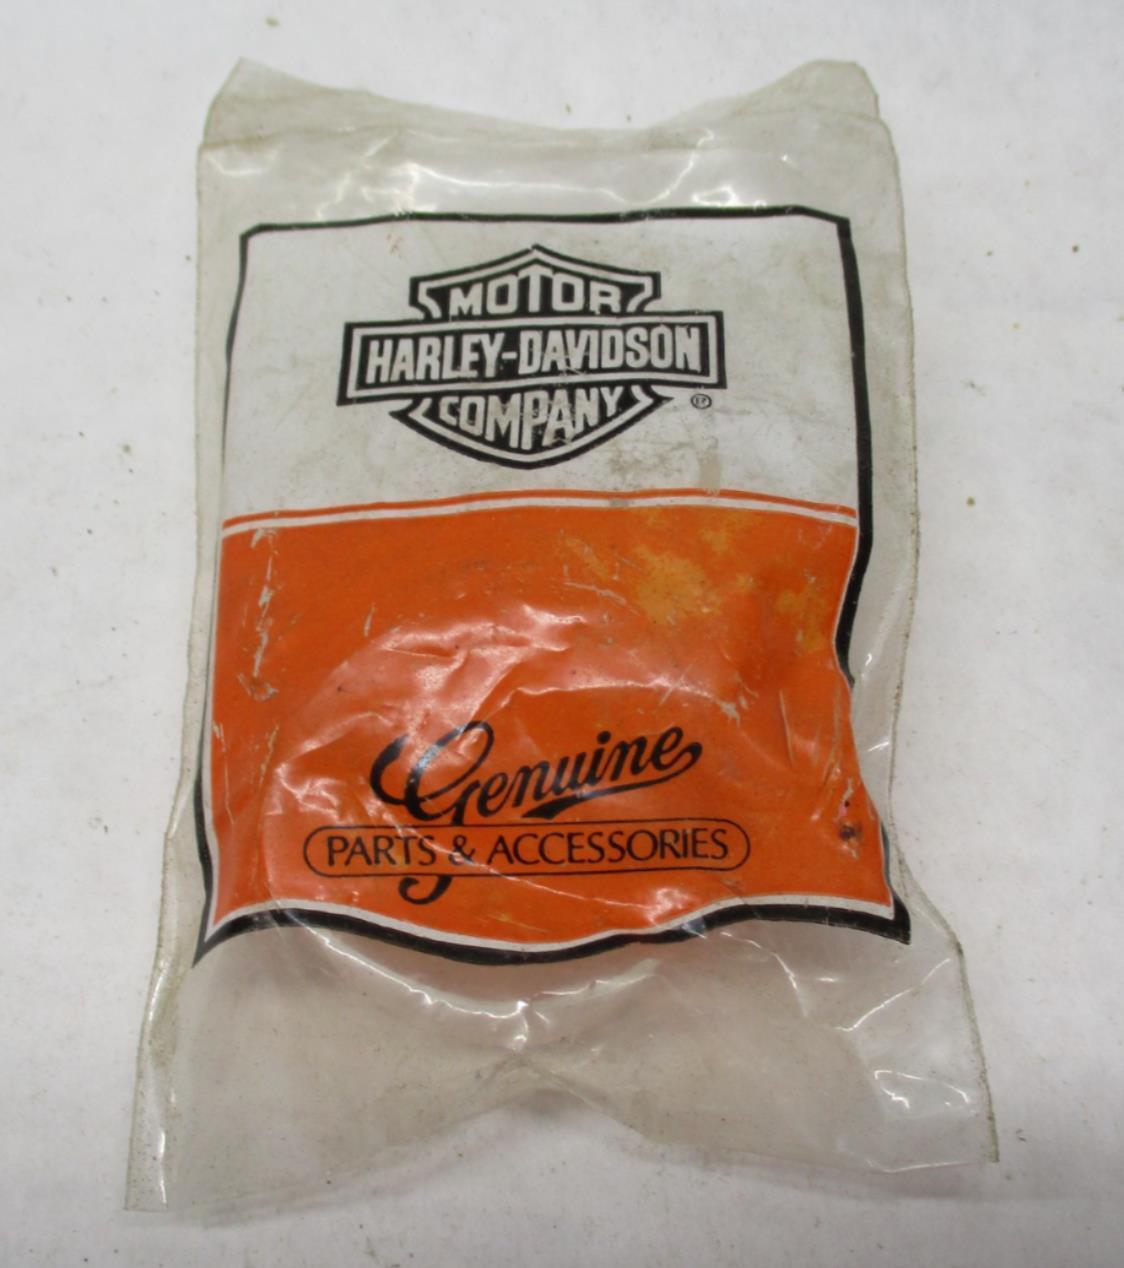 MOTOR
HARLEY-DAVIDSON
COMPANY
®
Genuine
PARTS & ACCESSORIES